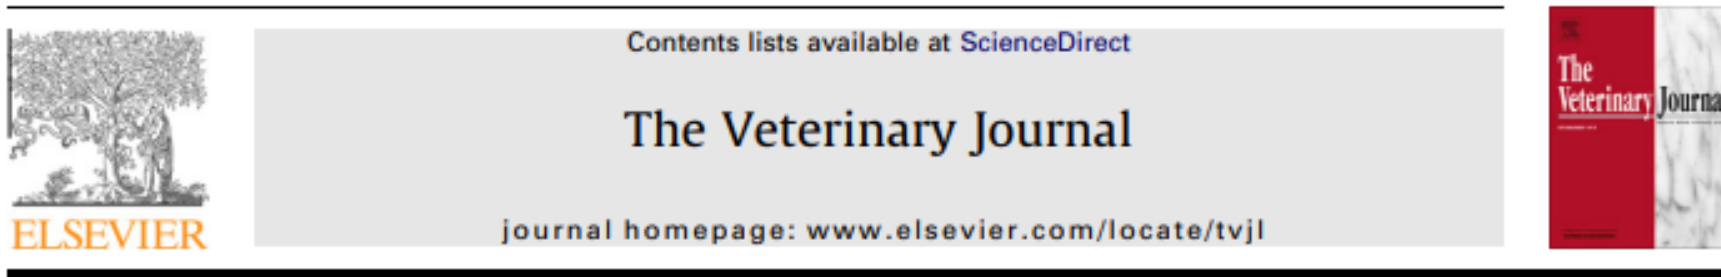 Contents lists available at ScienceDirect
The Veterinary Journal
journal homepage: www.elsevier.com/locate/tvjl
ELSEVIER
The
Veterinary Journa